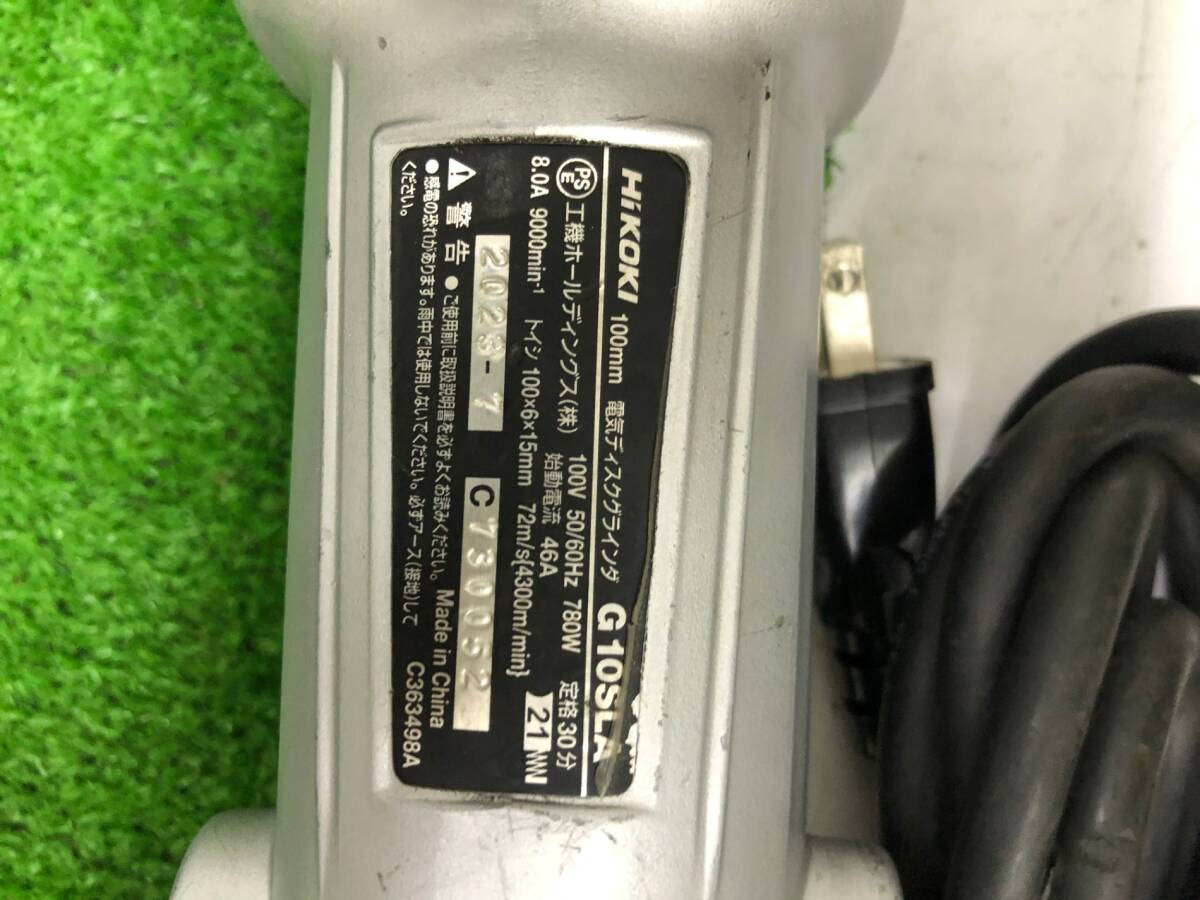 HiKOKI 100mm 電気ディスクグラインダ G10SLA
PSE 工機ホールディングス(株) 100V 50/60Hz 780W 定格30分
始動電流 46A
8.0A 9000min⁻¹ トイシ 100x6x15mm 72m/s{4300m/min} 21NNN
2023-7 C730052
警告 ●ご使用前に取扱説明書を必ずよくお読みください。 Made in China
●感電の恐れがあります。雨中では使用しないでください。必ずアース(接地)して
ください。
C363498A